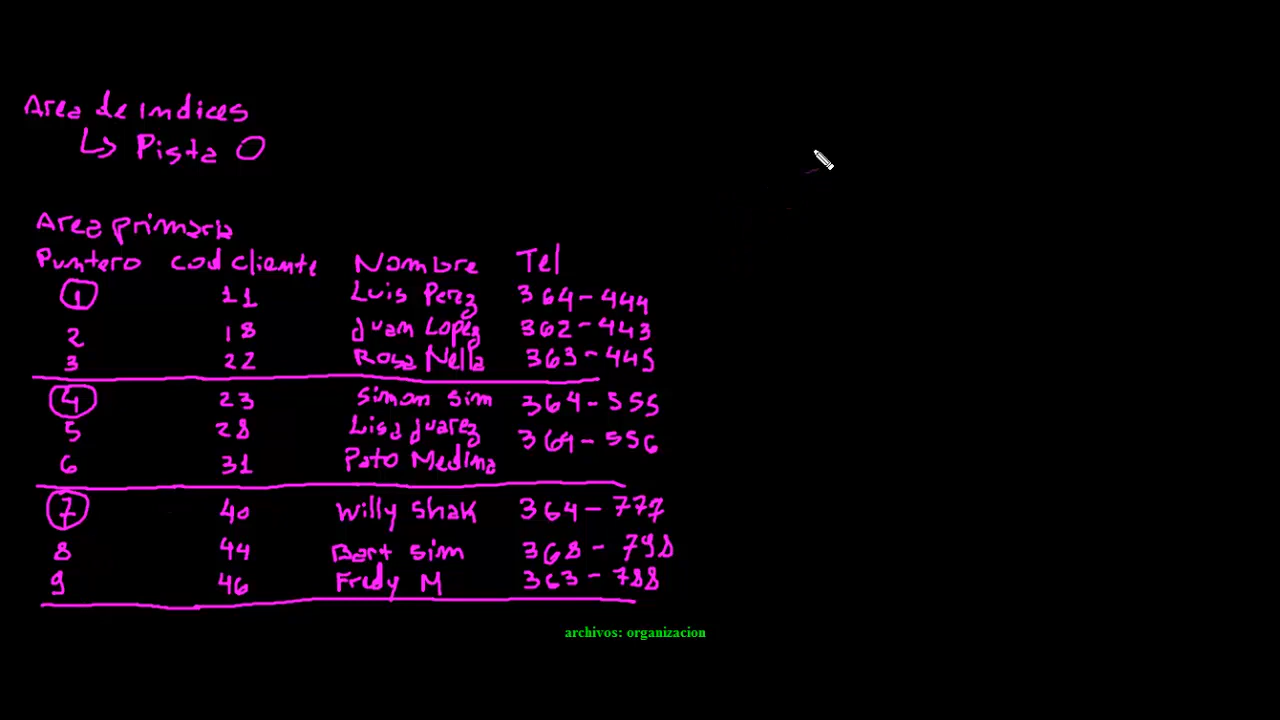 Area de indices
↳ Pista 0
Area primaria
Puntero cod cliente Nombre Tel
1 11 Luis Perez 364-444
2 18 Juan Lopez 362-443
3 22 Rosa Nella 363-445
4 23 Simon Sim 364-555
5 28 Lisa Juarez 364-556
6 31 Pato Medina
7 40 Willy Shak 364-777
8 44 Bart Sim 368-798
9 46 Fredy M 363-788
archivos: organizacion